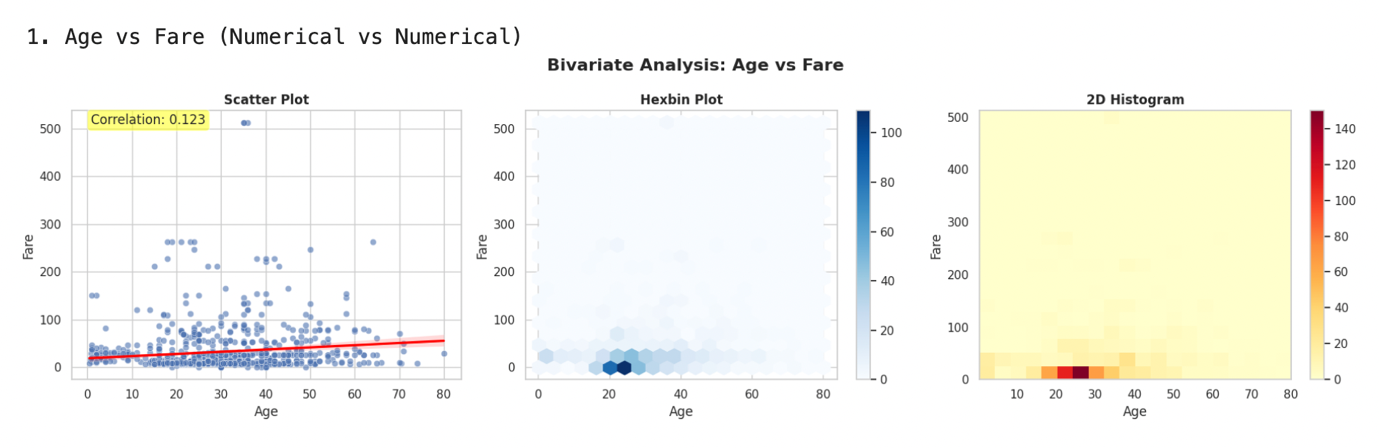 1. Age vs Fare (Numerical vs Numerical)
Bivariate Analysis: Age vs Fare
Scatter Plot
Correlation: 0.123
500
400
300
200
100
0
Fare
0 10 20 30 40 50 60 70 80
Age
Hexbin Plot
500
400
300
200
100
0
Fare
0 20 40 60 80
Age
100
80
60
40
20
0
2D Histogram
500
400
300
200
100
0
Fare
10 20 30 40 50 60 70 80
Age
140
120
100
80
60
40
20
0